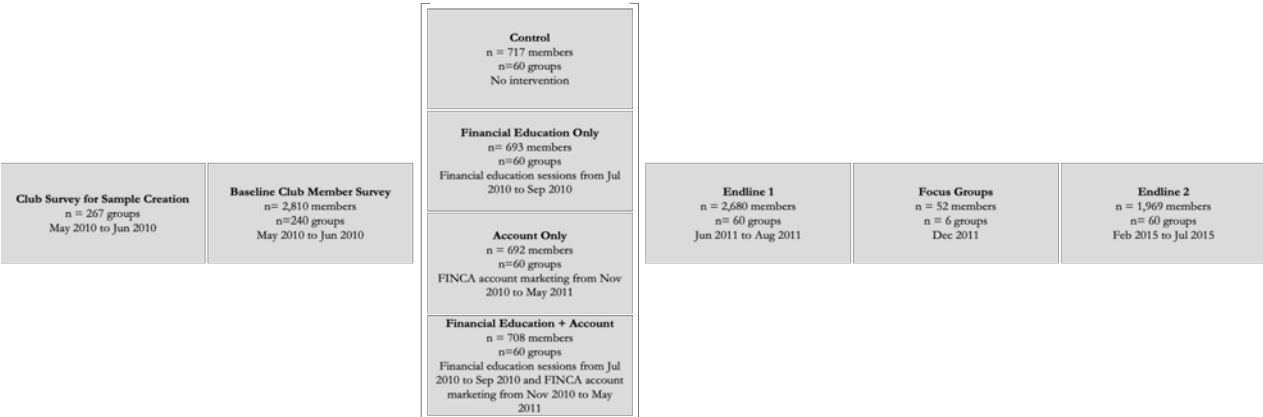 Club Survey for Sample Creation
n = 267 groups
May 2010 to Jun 2010
Baseline Club Member Survey
n= 2,810 members
n=240 groups
May 2010 to Jun 2010
Control
n = 717 members
n=60 groups
No intervention
Financial Education Only
n= 693 members
n=60 groups
Financial education sessions from Jul
2010 to Sep 2010
Account Only
n = 692 members
n=60 groups
FINCA account marketing from Nov
2010 to May 2011
Financial Education + Account
n = 708 members
n=60 groups
Financial education sessions from Jul
2010 to Sep 2010 and FINCA account
marketing from Nov 2010 to May
2011
Endline 1
n = 2,680 members
n= 60 groups
Jun 2011 to Aug 2011
Focus Groups
n = 52 members
n = 6 groups
Dec 2011
Endline 2
n = 1,969 members
n= 60 groups
Feb 2015 to Jul 2015